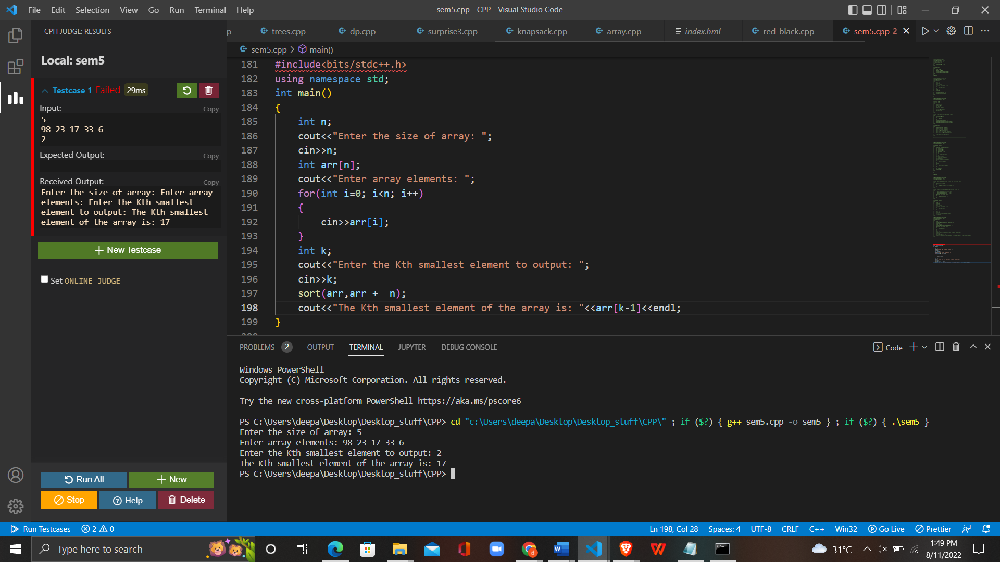 File Edit Selection View Go Run Terminal Help
sem5.cpp - CPP - Visual Studio Code
CPH JUDGE: RESULTS
Local: sem5
Testcase 1 Failed 29ms
Input:
Copy
5
98 23 17 33 6
2
Expected Output:
Copy
Received Output:
Copy
Enter the size of array: Enter array
elements: Enter the Kth smallest
element to output: The Kth smallest
element of the array is: 17
New Testcase
Set ONLINE_JUDGE
Run All
New
Stop
Help
Delete
p trees.cpp dp.cpp surprise3.cpp knapsack.cpp array.cpp index.hml red_black.cpp sem5.cpp 2
sem5.cpp > main()
181 #include<bits/stdc++.h>
182 using namespace std;
183 int main()
184 {
185 int n;
186 cout<<"Enter the size of array: ";
187 cin>>n;
188 int arr[n];
189 cout<<"Enter array elements: ";
190 for(int i=0; i<n; i++)
191 {
192 cin>>arr[i];
193 }
194 int k;
195 cout<<"Enter the Kth smallest element to output: ";
196 cin>>k;
197 sort(arr,arr +  n);
198 cout<<"The Kth smallest element of the array is: "<<arr[k-1]<<endl;
199 }
PROBLEMS 2 OUTPUT TERMINAL JUPYTER DEBUG CONSOLE
Code
Windows PowerShell
Copyright (C) Microsoft Corporation. All rights reserved.
Try the new cross-platform PowerShell https://aka.ms/pscore6
PS C:\Users\deepa\Desktop\Desktop_stuff\CPP> cd "c:\Users\deepa\Desktop\Desktop_stuff\CPP\" ; if ($?) { g++ sem5.cpp -o sem5 } ; if ($?) { .\sem5 }
Enter the size of array: 5
Enter array elements: 98 23 17 33 6
Enter the Kth smallest element to output: 2
The Kth smallest element of the array is: 17
PS C:\Users\deepa\Desktop\Desktop_stuff\CPP>
Run Testcases 2 0
Ln 198, Col 28 Spaces: 4 UTF-8 CRLF C++ Win32 Go Live Prettier
Type here to search
31°C
1:49 PM
8/11/2022